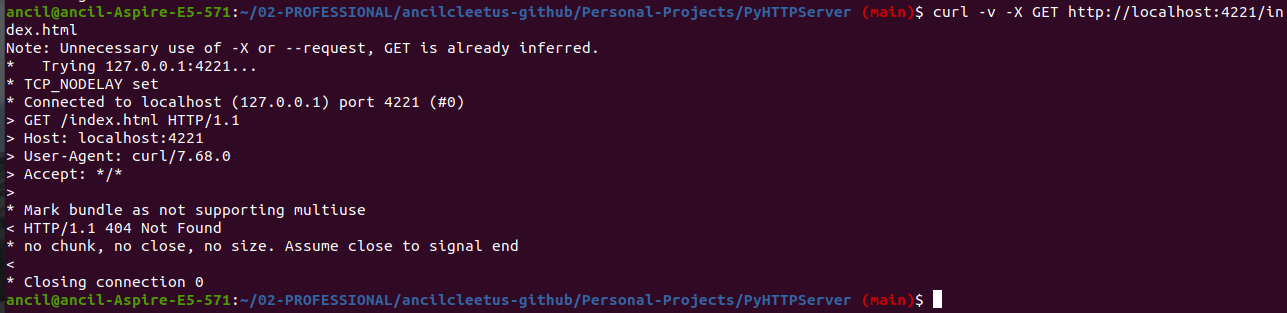 ancil@ancil-Aspire-E5-571:~/02-PROFESSIONAL/ancilcleetus-github/Personal-Projects/PyHTTPServer (main)$ curl -v -X GET http://localhost:4221/in
dex.html
Note: Unnecessary use of -X or --request, GET is already inferred.
*   Trying 127.0.0.1:4221...
* TCP_NODELAY set
* Connected to localhost (127.0.0.1) port 4221 (#0)
> GET /index.html HTTP/1.1
> Host: localhost:4221
> User-Agent: curl/7.68.0
> Accept: */*
>
* Mark bundle as not supporting multiuse
< HTTP/1.1 404 Not Found
* no chunk, no close, no size. Assume close to signal end
<
* Closing connection 0
ancil@ancil-Aspire-E5-571:~/02-PROFESSIONAL/ancilcleetus-github/Personal-Projects/PyHTTPServer (main)$